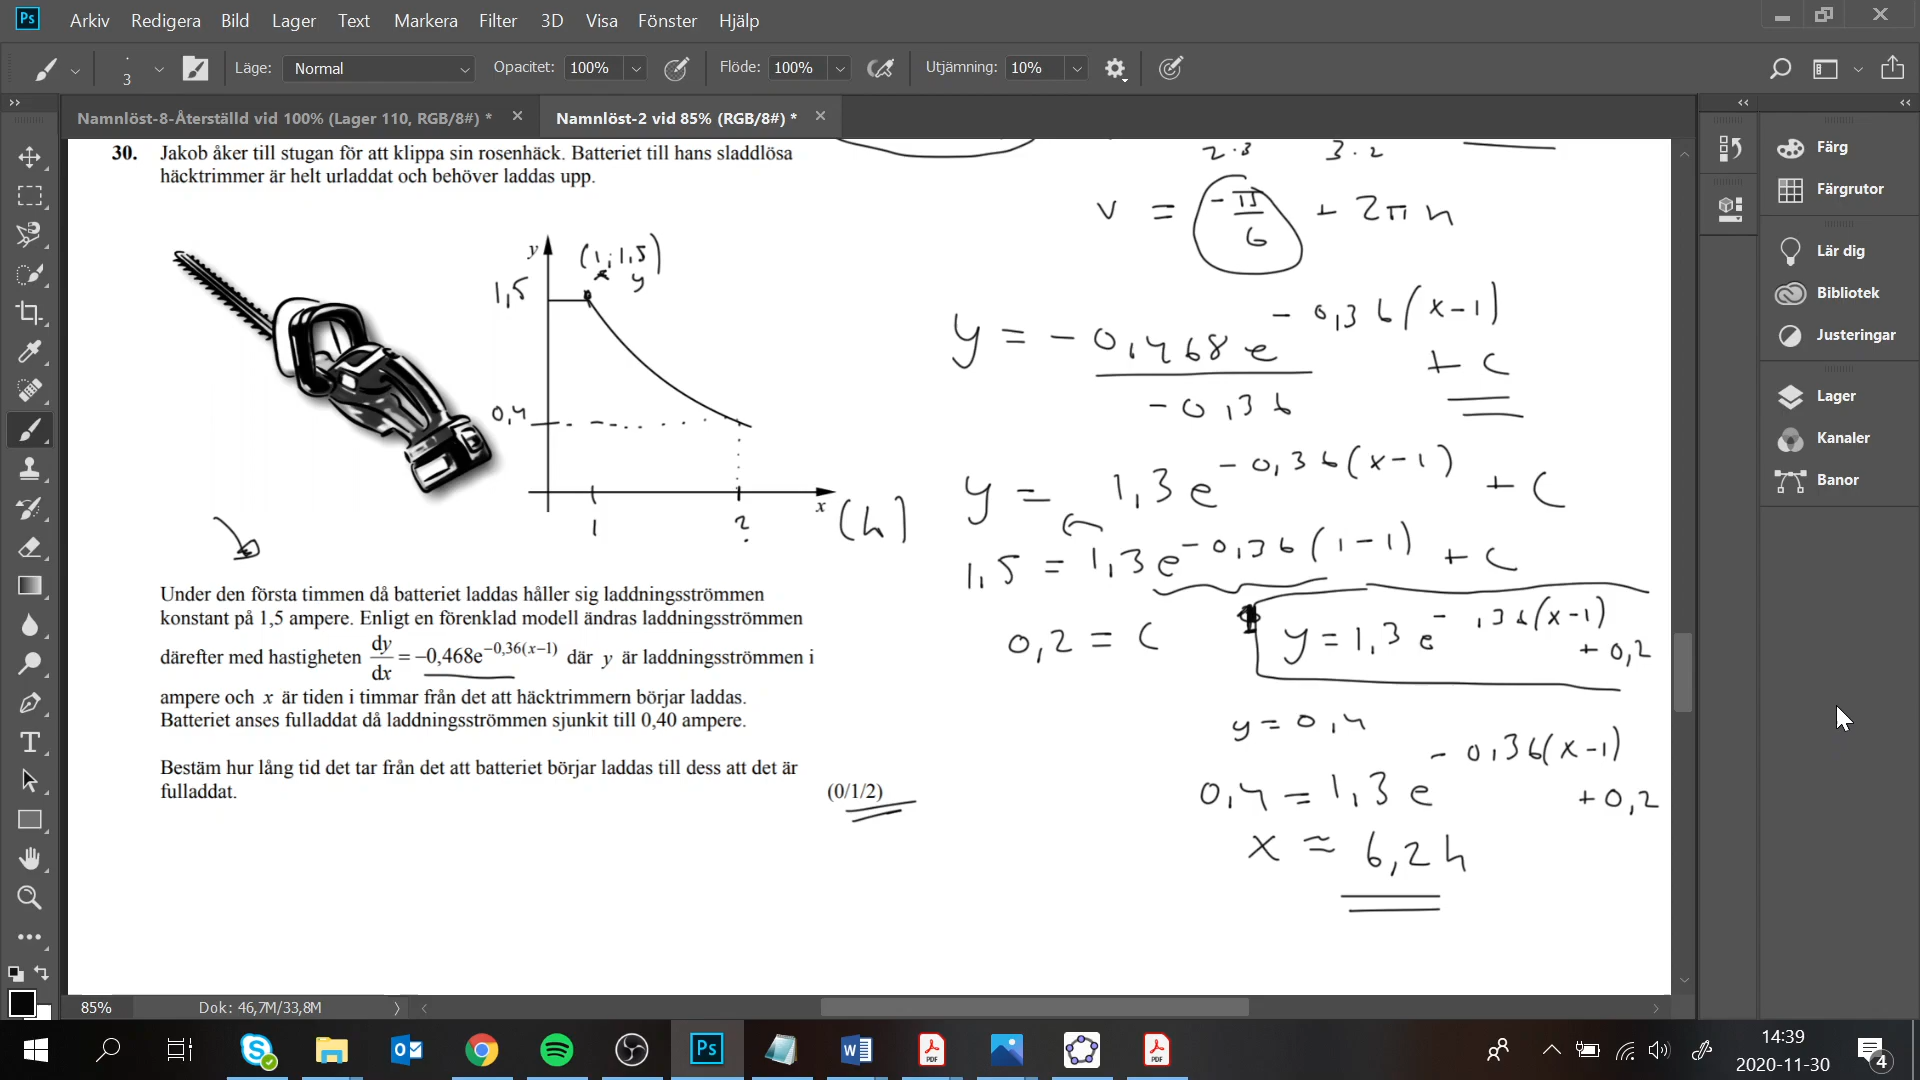 Ps Arkiv Redigera Bild Lager Text Markera Filter 3D Visa Fönster Hjälp
3 Läge: Normal Opacitet: 100% Flöde: 100% Utjämning: 10%
Namnlöst-8-Återställd vid 100% (Lager 110, RGB/8#) * Namnlöst-2 vid 85% (RGB/8#) *
30. Jakob åker till stugan för att klippa sin rosenhäck. Batteriet till hans sladdlösa
häcktrimmer är helt urladdat och behöver laddas upp.
y
(1;1,5)
x y
1,5
0,4
1
?
x (h)
Under den första timmen då batteriet laddas håller sig laddningsströmmen
konstant på 1,5 ampere. Enligt en förenklad modell ändras laddningsströmmen
därefter med hastigheten dy/dx = −0,468e^−0,36(x−1) där y är laddningsströmmen i
ampere och x är tiden i timmar från det att häcktrimmern börjar laddas.
Batteriet anses fulladdat då laddningsströmmen sjunkit till 0,40 ampere.
Bestäm hur lång tid det tar från det att batteriet börjar laddas till dess att det är
fulladdat. (0/1/2)
2·3 3·2
v = -π/6 + 2πn
y = -0,468e^-0,36(x-1) / -0,36 + C
y = 1,3e^-0,36(x-1) + C
1,5 = 1,3e^-0,36(1-1) + C
0,2 = C
y = 1,3e^-,36(x-1) + 0,2
y = 0,4
0,4 = 1,3e^-0,36(x-1) + 0,2
x ≈ 6,2h
Färg
Färgrutor
Lär dig
Bibliotek
Justeringar
Lager
Kanaler
Banor
85% Dok: 46,7M/33,8M
14:39
2020-11-30
4